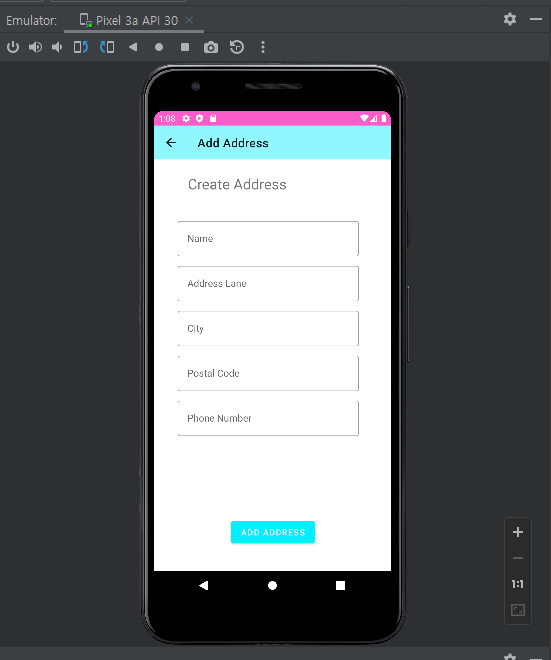 Emulator: Pixel 3a API 30
1:08
Add Address
Create Address
Name
Address Lane
City
Postal Code
Phone Number
ADD ADDRESS
1:1